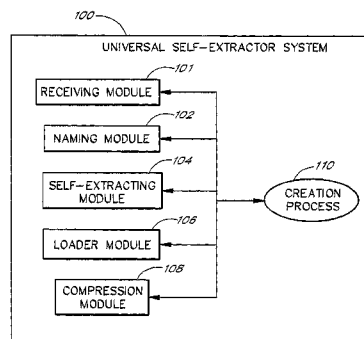 100
UNIVERSAL SELF-EXTRACTOR SYSTEM
101
RECEIVING MODULE
102
NAMING MODULE
104
SELF-EXTRACTING
MODULE
110
CREATION
PROCESS
106
LOADER MODULE
108
COMPRESSION
MODULE